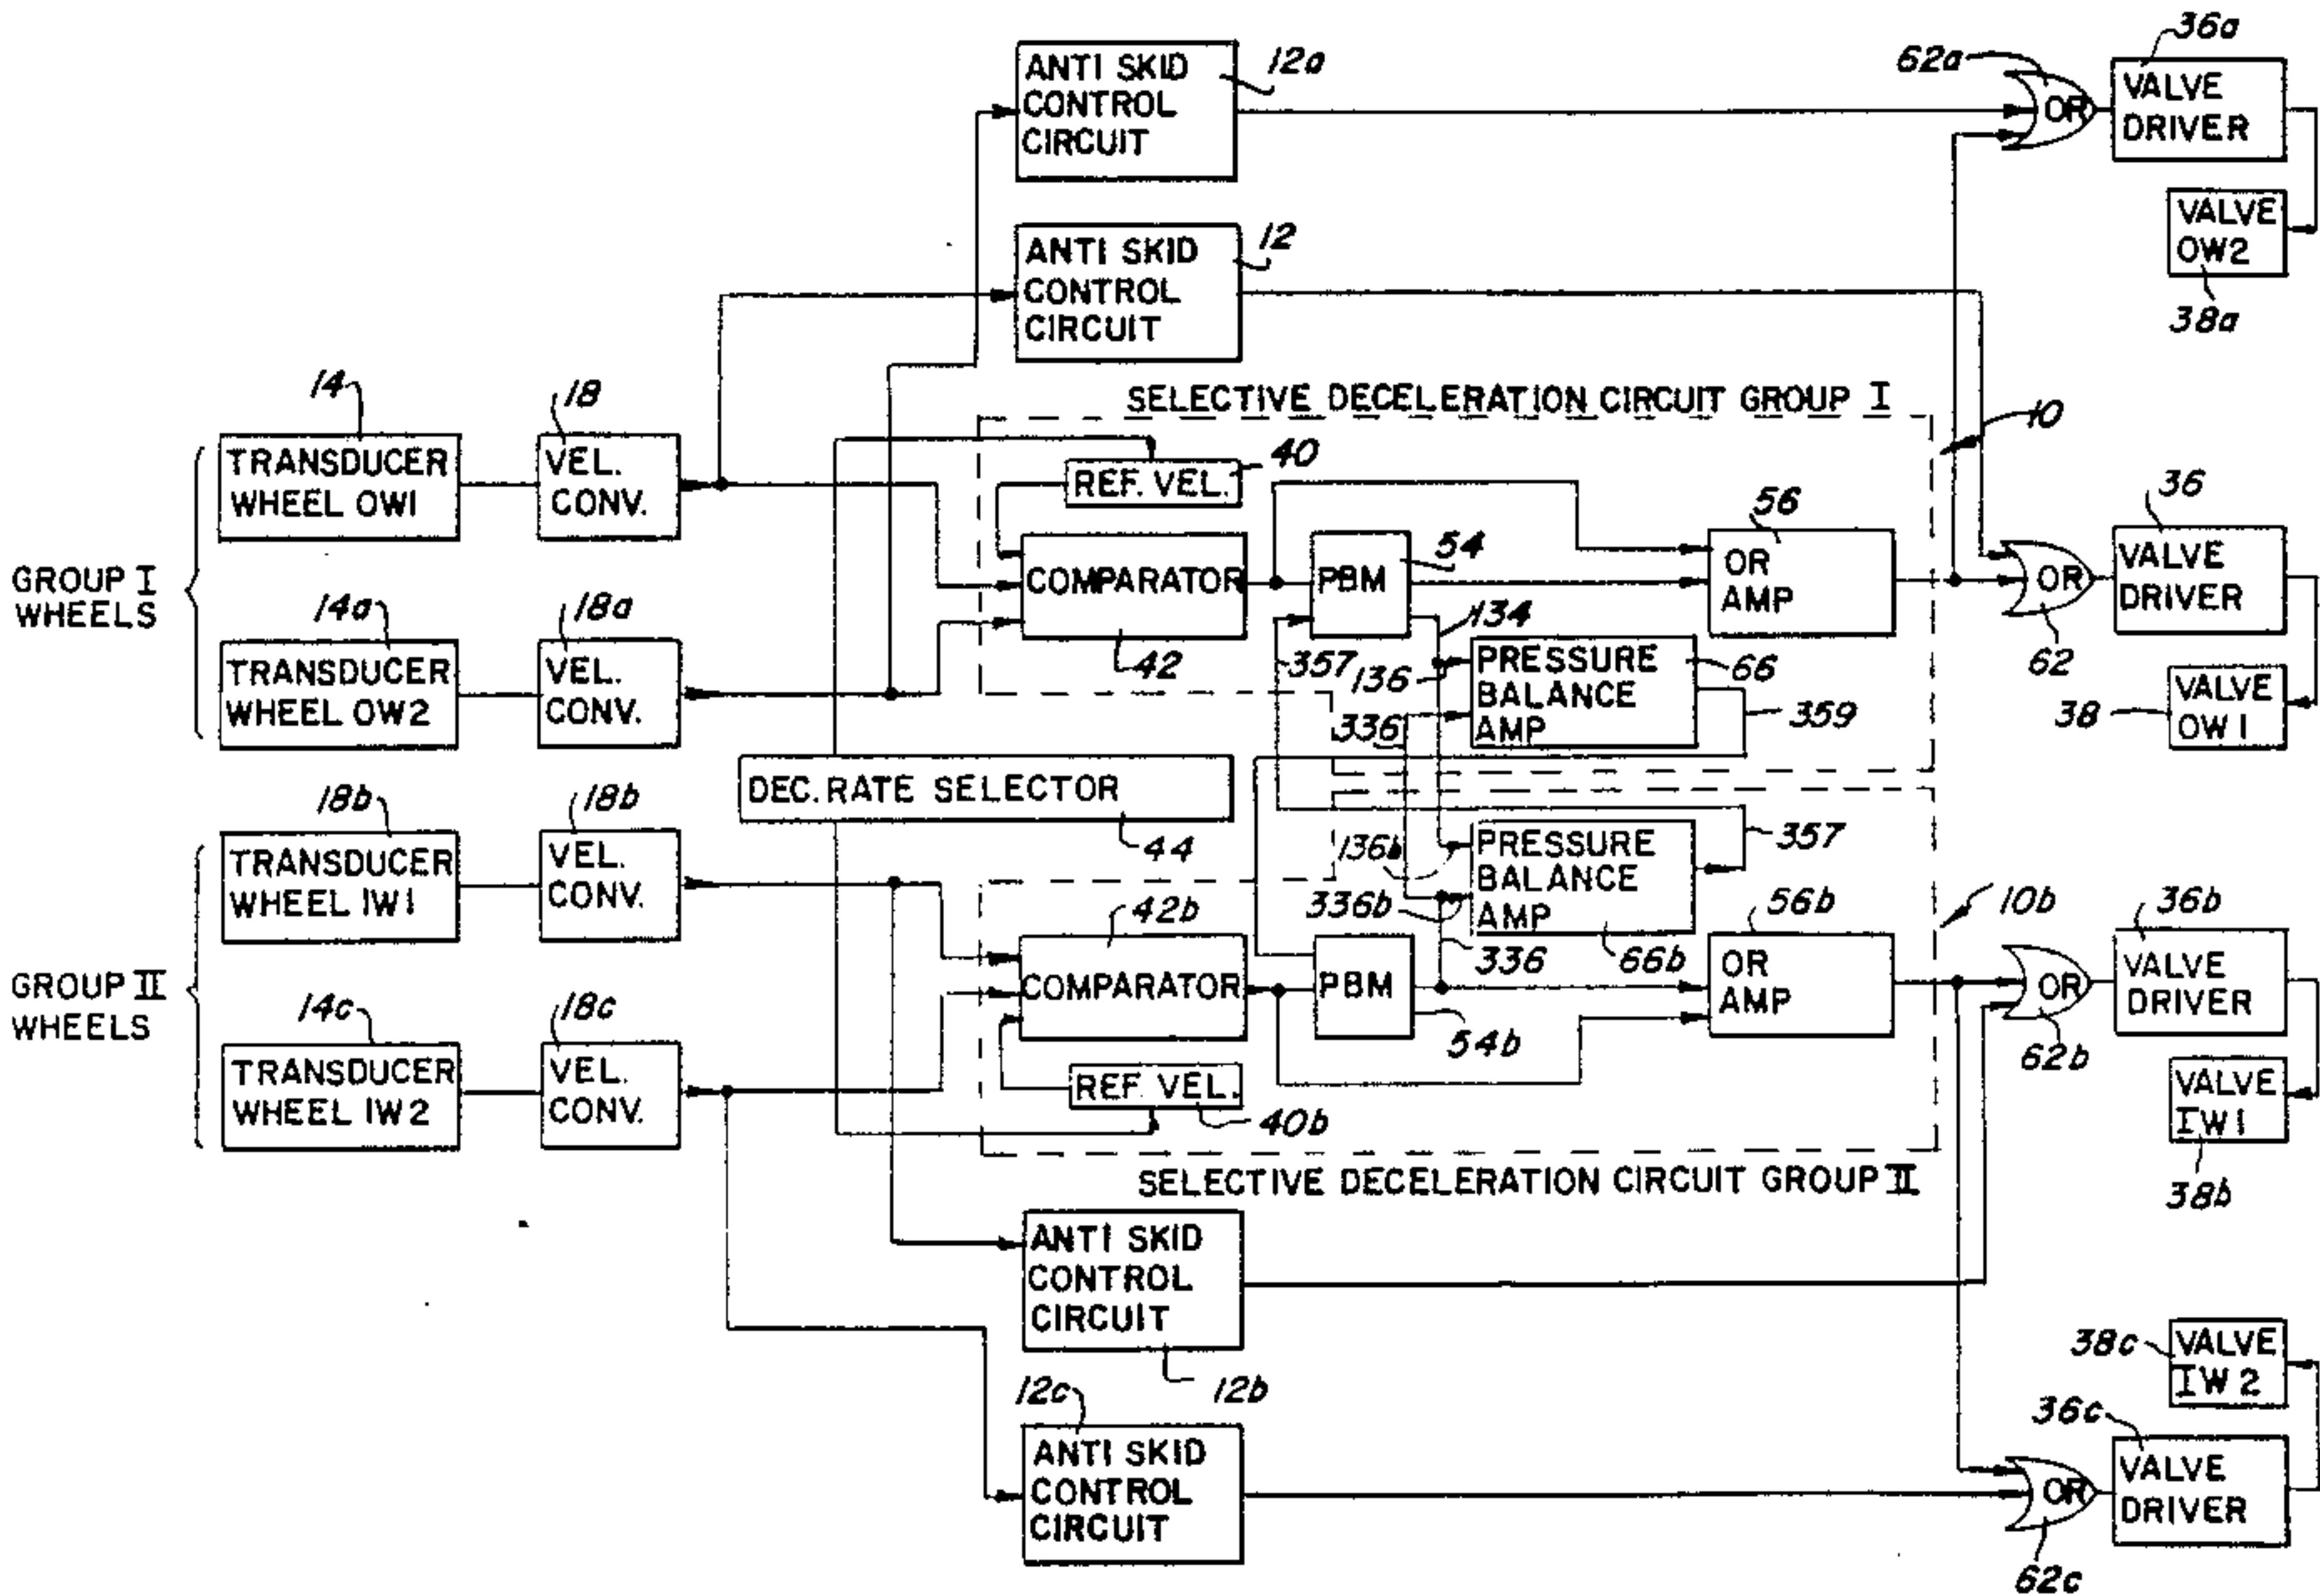 ANTI SKID
CONTROL
CIRCUIT
12a
62a
OR
36a
VALVE
DRIVER
VALVE
OW2
38a
ANTI SKID
CONTROL
CIRCUIT
12
14
18
SELECTIVE DECELERATION CIRCUIT GROUP I
10
GROUP I
WHEELS
TRANSDUCER
WHEEL OW1
VEL.
CONV.
REF. VEL.
40
COMPARATOR
42
PBM
54
56
OR
AMP
OR
62
36
VALVE
DRIVER
VALVE
OW1
38
14a
18a
TRANSDUCER
WHEEL OW2
VEL.
CONV.
134
357
136
PRESSURE
BALANCE
AMP
66
359
336
DEC. RATE SELECTOR
44
18b
18b
GROUP II
WHEELS
TRANSDUCER
WHEEL IW1
VEL.
CONV.
136b
PRESSURE
BALANCE
AMP
357
336b
336
66b
42b
COMPARATOR
PBM
54b
56b
OR
AMP
10b
OR
62b
36b
VALVE
DRIVER
VALVE
IW1
38b
14c
18c
TRANSDUCER
WHEEL IW2
VEL.
CONV.
REF. VEL.
40b
SELECTIVE DECELERATION CIRCUIT GROUP II
ANTI SKID
CONTROL
CIRCUIT
12b
12c
ANTI SKID
CONTROL
CIRCUIT
38c
VALVE
IW2
36c
OR
VALVE
DRIVER
62c